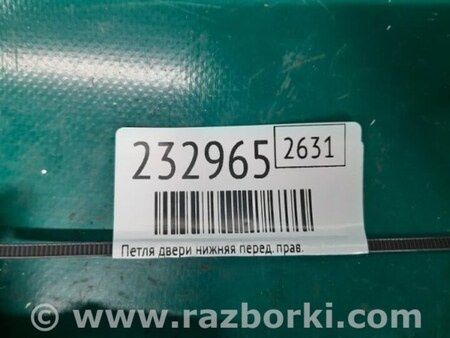 232965 2631
Петля двери нижняя перед. прав.
© www.razborki.com